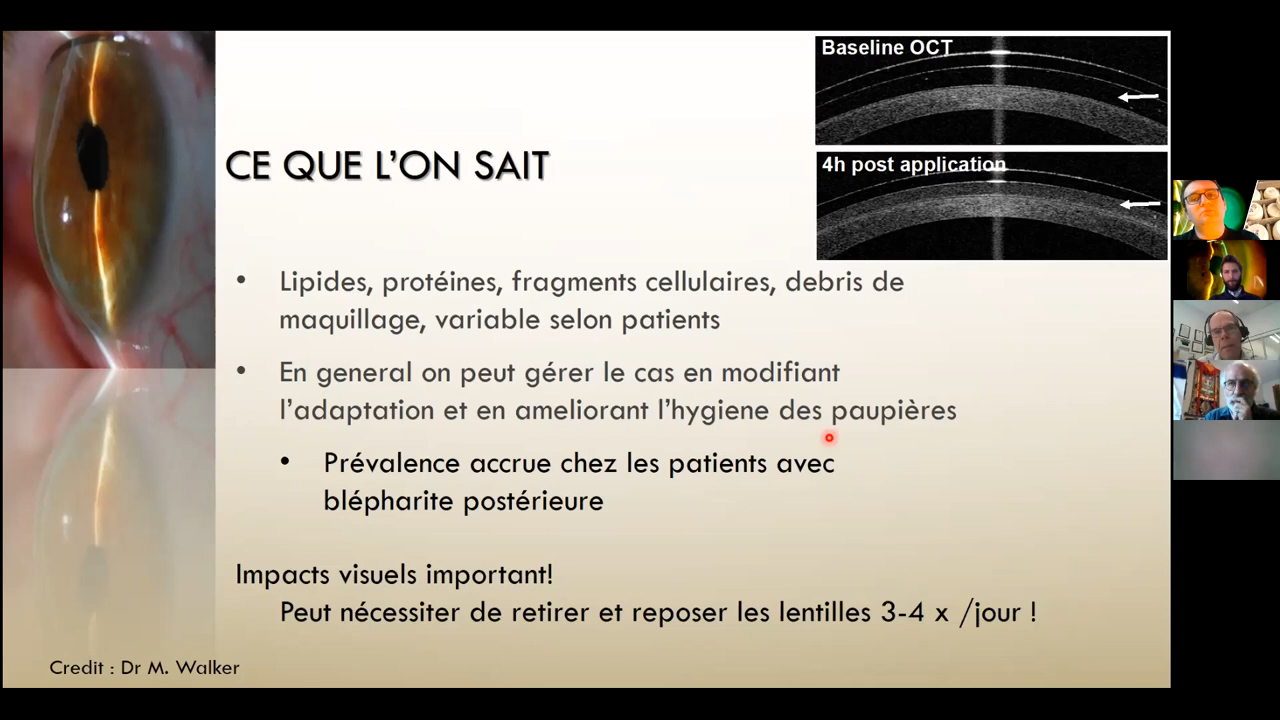 Baseline OCT
4h post application
CE QUE L'ON SAIT
• Lipides, protéines, fragments cellulaires, debris de
maquillage, variable selon patients
• En general on peut gérer le cas en modifiant
l'adaptation et en ameliorant l'hygiene des paupières
• Prévalence accrue chez les patients avec
blépharite postérieure
Impacts visuels important!
Peut nécessiter de retirer et reposer les lentilles 3-4 x /jour !
Credit : Dr M. Walker